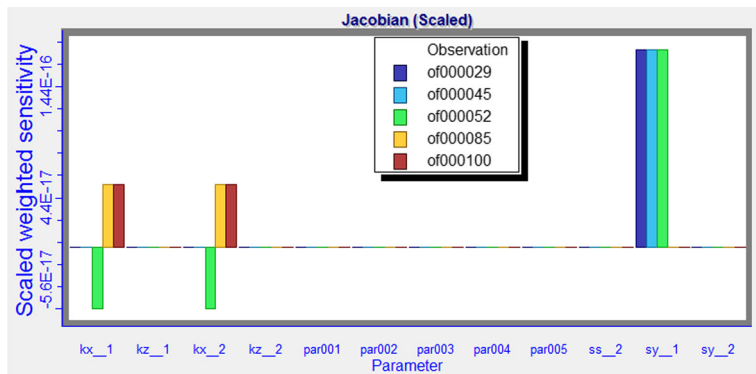 Jacobian (Scaled)
Observation
of000029
of000045
of000052
of000085
of000100
Scaled weighted sensitivity
1.44E-16
4.4E-17
-5.6E-17
kx__1 kz__1 kx__2 kz__2 par001 par002 par003 par004 par005 ss__2 sy__1 sy__2
Parameter